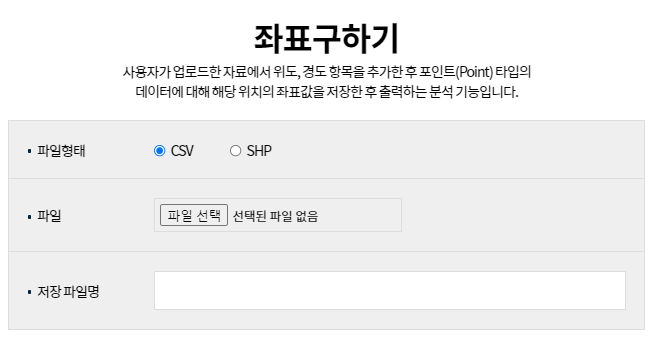 좌표구하기
사용자가 업로드한 자료에서 위도, 경도 항목을 추가한 후 포인트(Point) 타입의
데이터에 대해 해당 위치의 좌표값을 저장한 후 출력하는 분석 기능입니다.
파일형태 CSV SHP
파일 파일 선택 선택된 파일 없음
저장 파일명